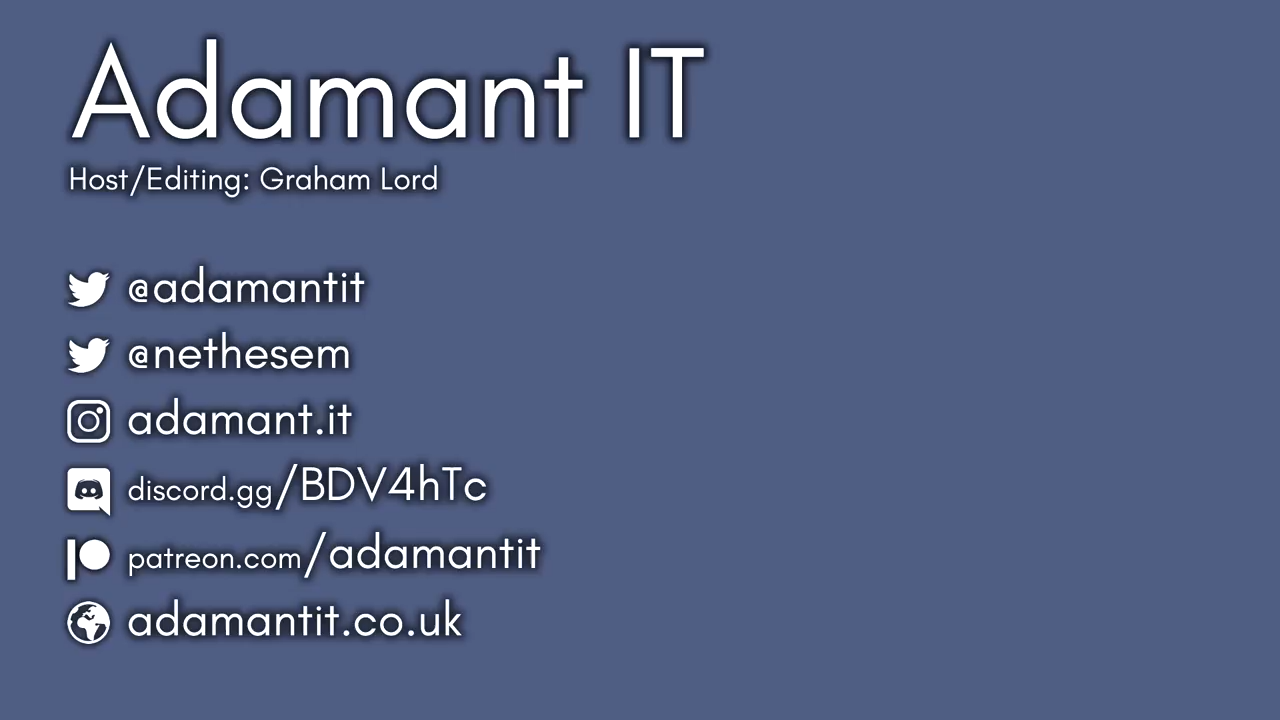 Adamant IT
Host/Editing: Graham Lord
@adamantit
@nethesem
adamant.it
discord.gg/BDV4hTc
patreon.com/adamantit
adamantit.co.uk